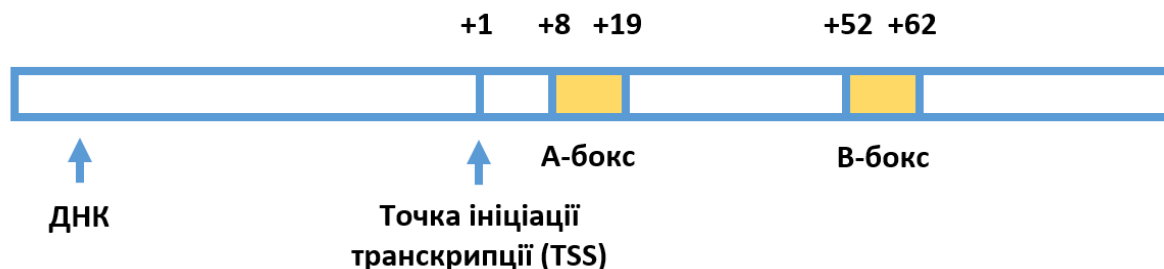 +1 +8 +19 +52 +62
А-бокс В-бокс
ДНК Точка ініціації
транскрипції (TSS)